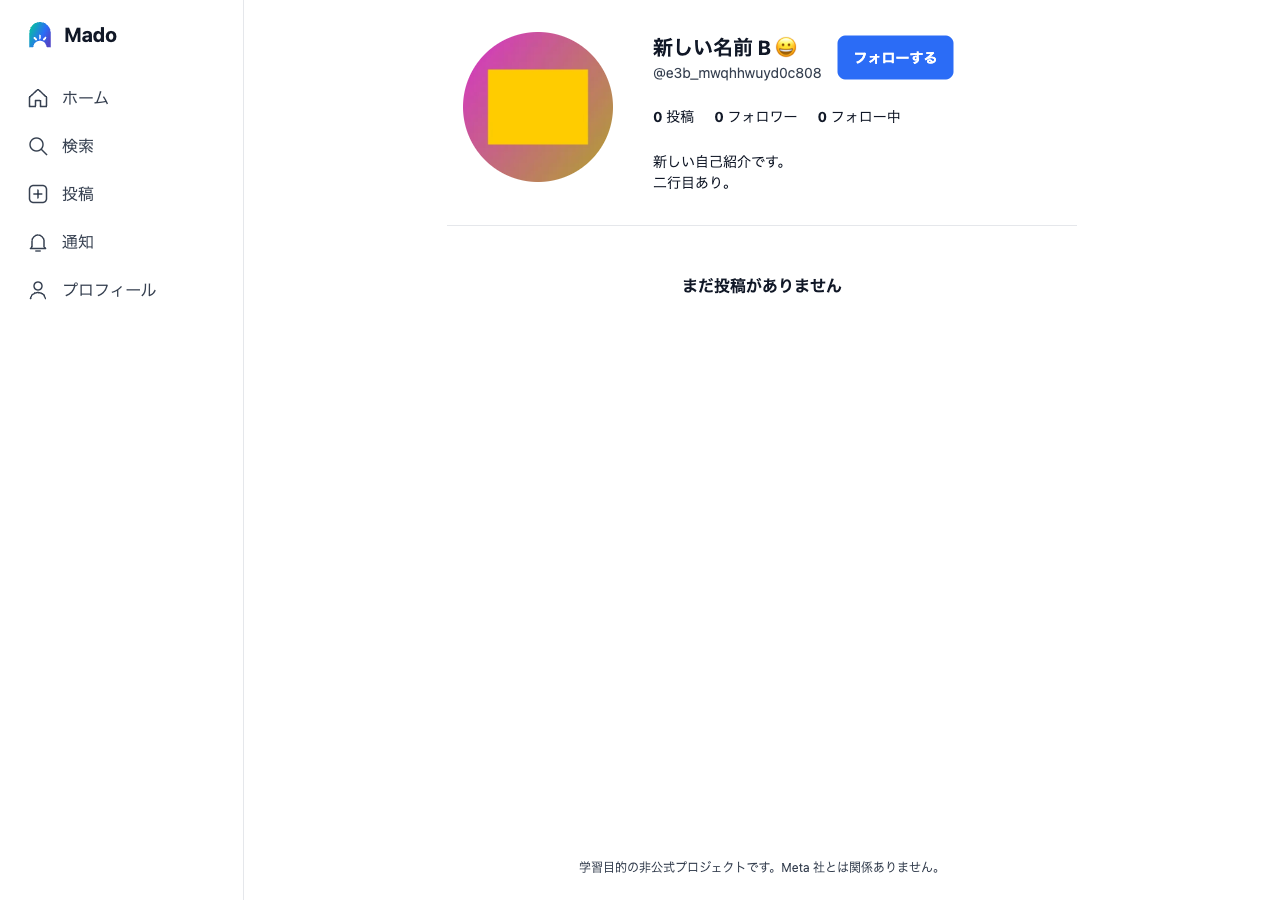 Mado
ホーム
検索
投稿
通知
プロフィール
新しい名前 B 😀
@e3b_mwqhhwuyd0c808
フォローする
0 投稿 0 フォロワー 0 フォロー中
新しい自己紹介です。
二行目あり。
まだ投稿がありません
学習目的の非公式プロジェクトです。Meta 社とは関係ありません。